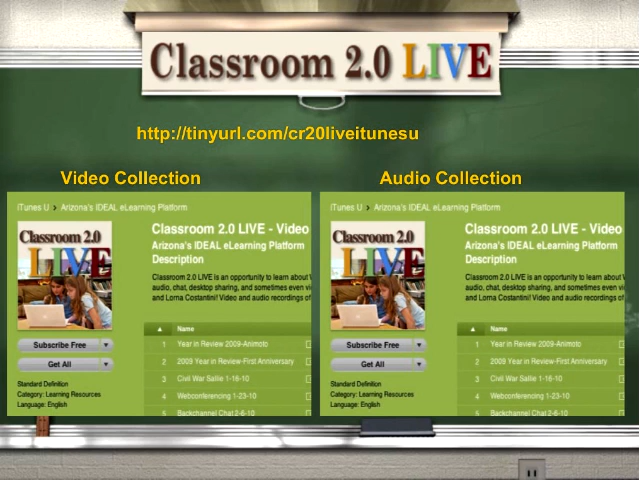 Classroom 2.0 LIVE
http://tinyurl.com/cr20liveitunesu
Video Collection
Audio Collection
iTunes U > Arizona's IDEAL eLearning Platform
Classroom 2.0
LIVE
Subscribe Free
Get All
Standard Definition
Category: Learning Resources
Language: English
Classroom 2.0 LIVE - Video
Arizona's IDEAL eLearning Platform
Description
Classroom 2.0 LIVE is an opportunity to learn about
audio, chat, desktop sharing, and sometimes even
and Lorna Costantini! Video and audio recordings of
Name
1 Year in Review 2009-Animoto
2 2009 Year in Review-First Anniversary
3 Civil War Sallie 1-16-10
4 Webconferencing 1-23-10
5 Backchannel Chat 2-6-10
iTunes U > Arizona's IDEAL eLearning Platform
Classroom 2.0
LIVE
Subscribe Free
Get All
Standard Definition
Category: Learning Resources
Language: English
Classroom 2.0 LIVE - Video
Arizona's IDEAL eLearning Platform
Description
Classroom 2.0 LIVE is an opportunity to learn about
audio, chat, desktop sharing, and sometimes even
and Lorna Costantini! Video and audio recordings of
Name
1 Year in Review 2009-Animoto
2 2009 Year in Review-First Anniversary
3 Civil War Sallie 1-16-10
4 Webconferencing 1-23-10
5 Backchannel Chat 2-6-10